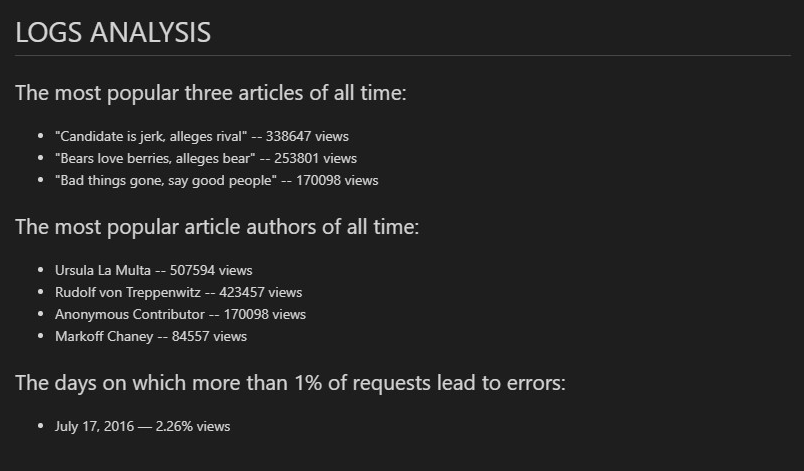 LOGS ANALYSIS
The most popular three articles of all time:
• "Candidate is jerk, alleges rival" -- 338647 views
• "Bears love berries, alleges bear" -- 253801 views
• "Bad things gone, say good people" -- 170098 views
The most popular article authors of all time:
• Ursula La Multa -- 507594 views
• Rudolf von Treppenwitz -- 423457 views
• Anonymous Contributor -- 170098 views
• Markoff Chaney -- 84557 views
The days on which more than 1% of requests lead to errors:
• July 17, 2016 — 2.26% views